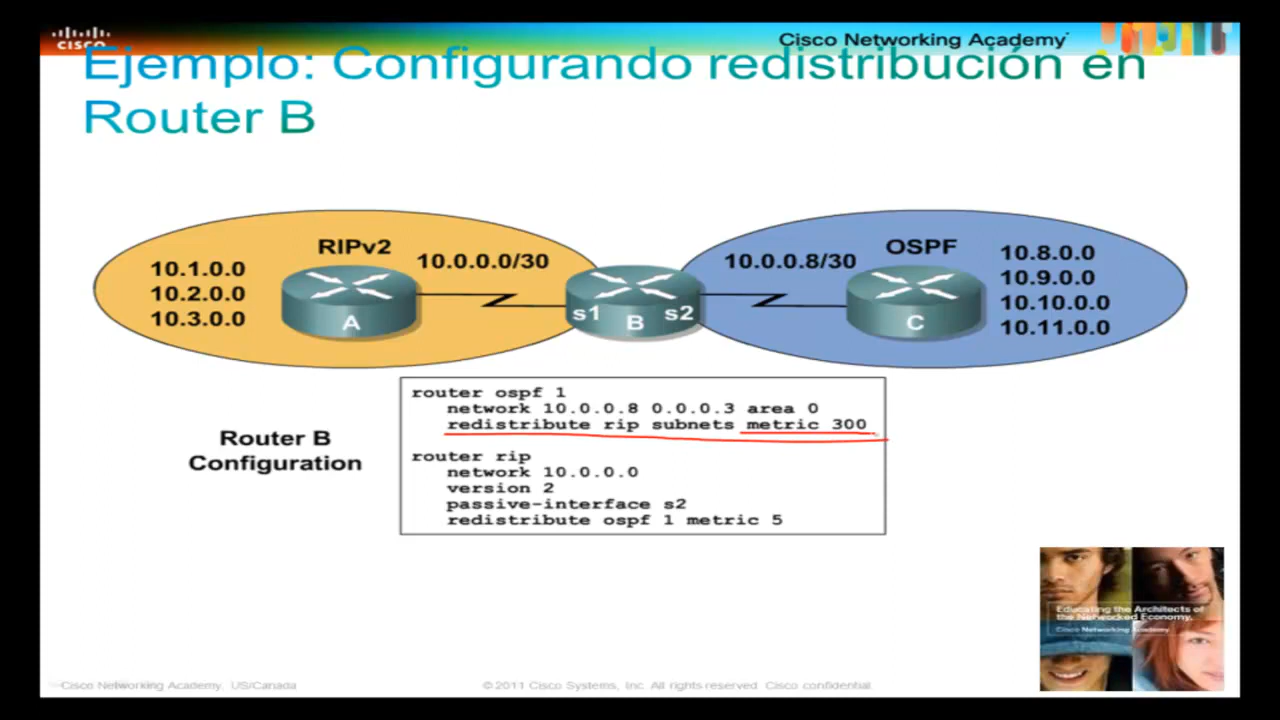 CISCO
Cisco Networking Academy
Ejemplo: Configurando redistribución en
Router B
RIPv2
10.1.0.0
10.2.0.0
10.3.0.0
A
10.0.0.0/30
s1
B
s2
10.0.0.8/30
OSPF
C
10.8.0.0
10.9.0.0
10.10.0.0
10.11.0.0
Router B
Configuration
router ospf 1
network 10.0.0.8 0.0.0.3 area 0
redistribute rip subnets metric 300
router rip
network 10.0.0.0
version 2
passive-interface s2
redistribute ospf 1 metric 5
Educating the Architects of
the Networked Economy.
Cisco Networking Academy
Cisco Networking Academy, US/Canada
© 2011 Cisco Systems, Inc. All rights reserved. Cisco confidential